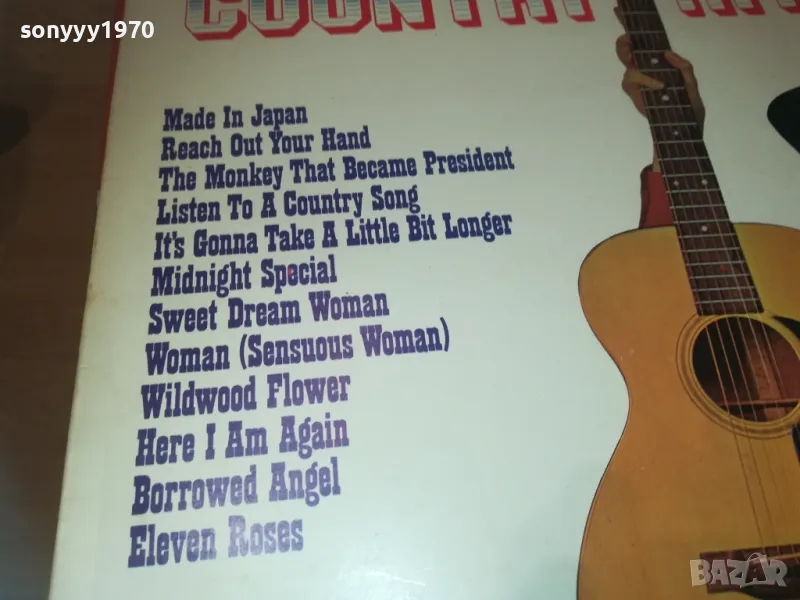 sonyyy1970
COUNTRY
Made In Japan
Reach Out Your Hand
The Monkey That Became President
Listen To A Country Song
It's Gonna Take A Little Bit Longer
Midnight Special
Sweet Dream Woman
Woman (Sensuous Woman)
Wildwood Flower
Here I Am Again
Borrowed Angel
Eleven Roses
BAZAR